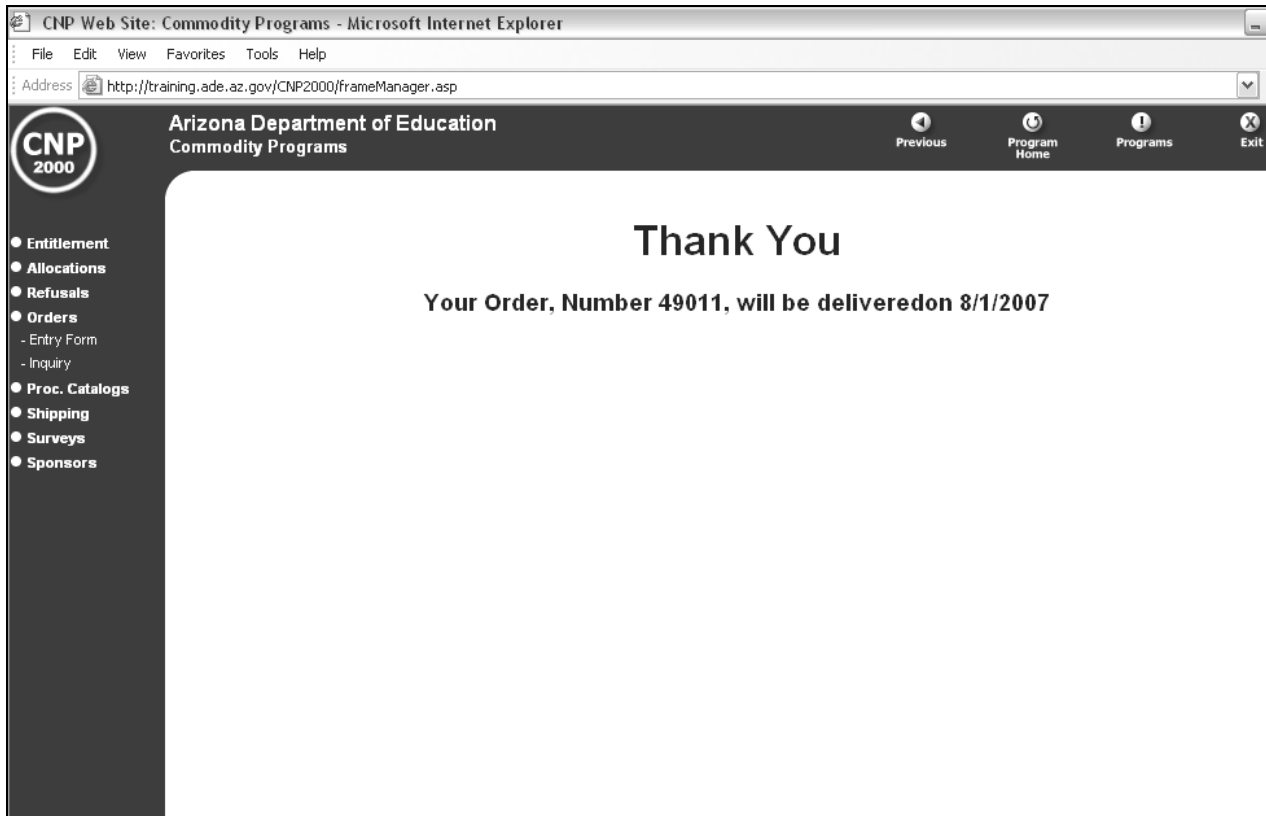 CNP Web Site: Commodity Programs - Microsoft Internet Explorer
File Edit View Favorites Tools Help
Address http://training.ade.az.gov/CNP2000/frameManager.asp
CNP
2000
Arizona Department of Education
Commodity Programs
Previous
Program
Home
Programs
Exit
Entitlement
Allocations
Refusals
Orders
- Entry Form
- Inquiry
Proc. Catalogs
Shipping
Surveys
Sponsors
Thank You
Your Order, Number 49011, will be deliveredon 8/1/2007